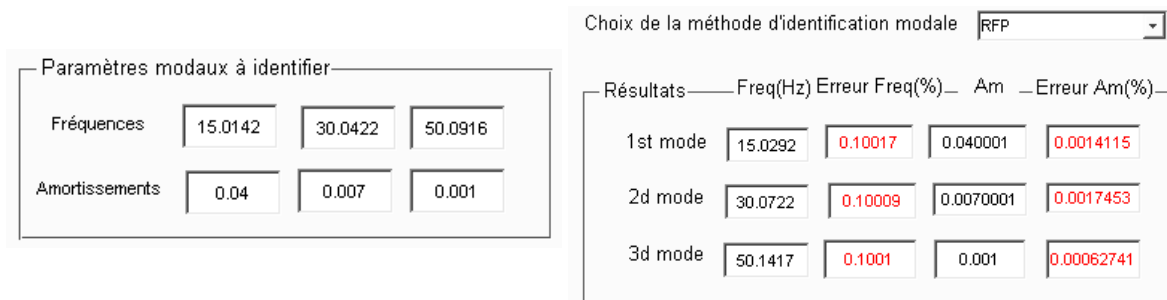 Paramètres modaux à identifier
Fréquences 15.0142 30.0422 50.0916
Amortissements 0.04 0.007 0.001
Choix de la méthode d'identification modale RFP
Résultats Freq(Hz) Erreur Freq(%) Am Erreur Am(%)
1st mode 15.0292 0.10017 0.040001 0.0014115
2d mode 30.0722 0.10009 0.0070001 0.0017453
3d mode 50.1417 0.1001 0.001 0.00062741